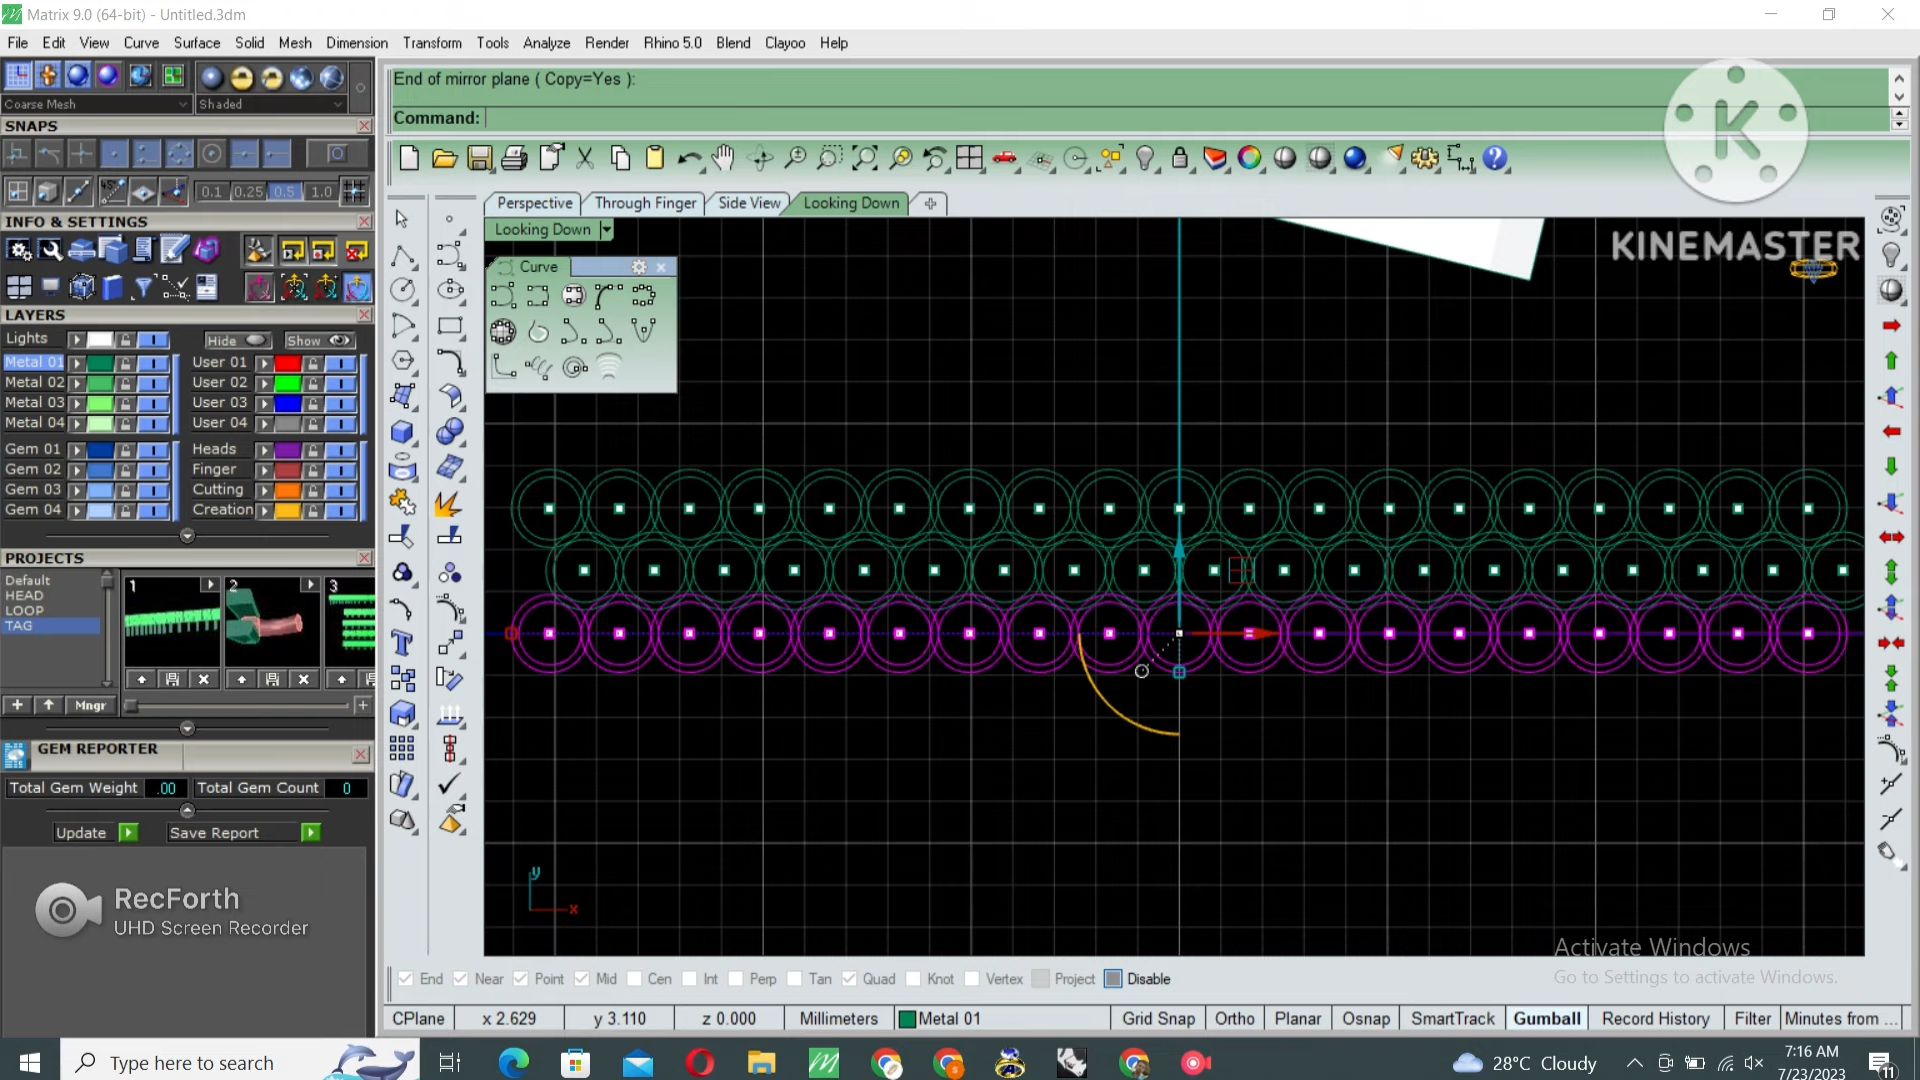 Matrix 9.0 (64-bit) - Untitled.3dm
File Edit View Curve Surface Solid Mesh Dimension Transform Tools Analyze Render Rhino 5.0 Blend Clayoo Help
End of mirror plane ( Copy=Yes ):
Command:
Coarse Mesh Shaded
SNAPS
0.1 0.25 0.5 1.0
INFO & SETTINGS
LAYERS
Lights Hide Show
Metal 01 User 01
Metal 02 User 02
Metal 03 User 03
Metal 04 User 04
Gem 01 Heads
Gem 02 Finger
Gem 03 Cutting
Gem 04 Creation
PROJECTS
Default
HEAD
LOOP
TAG
1 2 3
Mngr
GEM REPORTER
Total Gem Weight .00 Total Gem Count 0
Update Save Report
RecForth
UHD Screen Recorder
Perspective Through Finger Side View Looking Down
Looking Down
Curve
K
KINEMASTER
y
x
Activate Windows
Go to Settings to activate Windows.
End Near Point Mid Cen Int Perp Tan Quad Knot Vertex Project Disable
CPlane x 2.629 y 3.110 z 0.000 Millimeters Metal 01 Grid Snap Ortho Planar Osnap SmartTrack Gumball Record History Filter Minutes from ...
Type here to search
28°C Cloudy
7:16 AM
7/23/2023
11